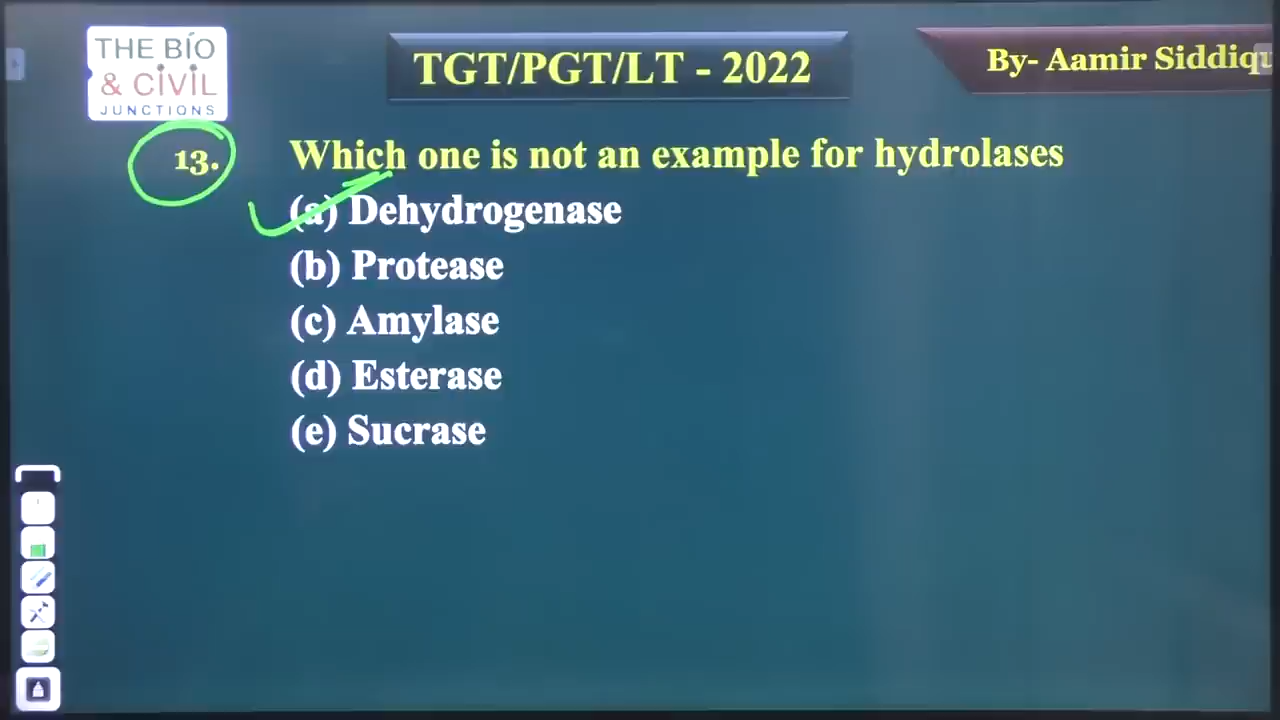 THE BIO
& CIVIL
JUNCTIONS
TGT/PGT/LT - 2022
By- Aamir Siddiqu
13. Which one is not an example for hydrolases
(a) Dehydrogenase
(b) Protease
(c) Amylase
(d) Esterase
(e) Sucrase